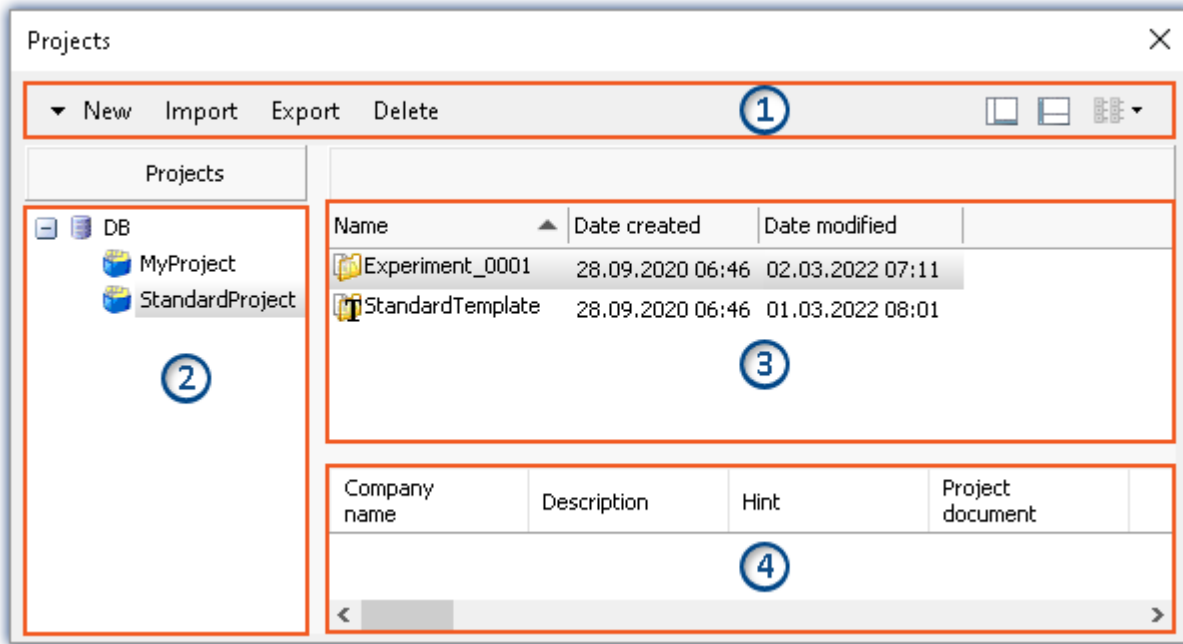 Projects
New Import Export Delete
1
Projects
DB
MyProject
StandardProject
2
Name Date created Date modified
Experiment_0001 28.09.2020 06:46 02.03.2022 07:11
StandardTemplate 28.09.2020 06:46 01.03.2022 08:01
3
Company
name
Description
Hint
Project
document
4